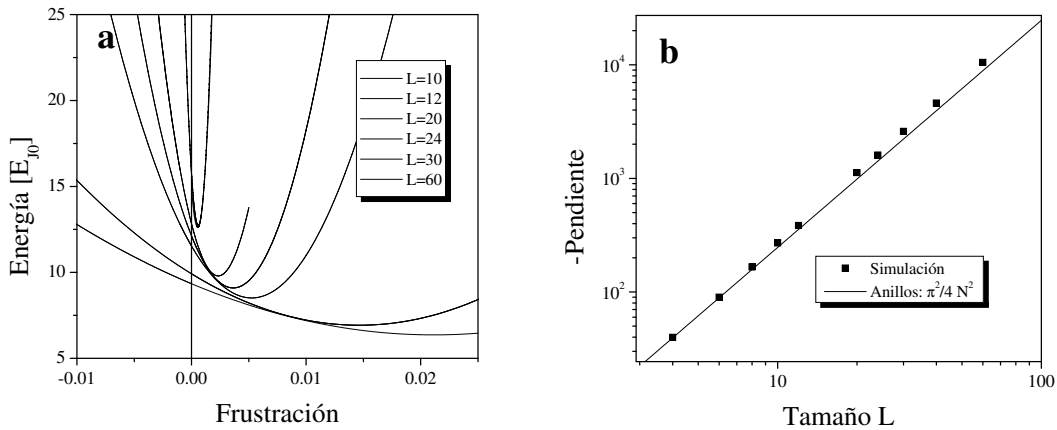 a
25
20
15
10
5
-0.01
0.00
0.01
0.02
Energía [E_{J0}]
Frustración
L=10
L=12
L=20
L=24
L=30
L=60
b
10^4
10^3
10^2
10
100
-Pendiente
Tamaño L
Simulación
Anillos: π^2/4 N^2